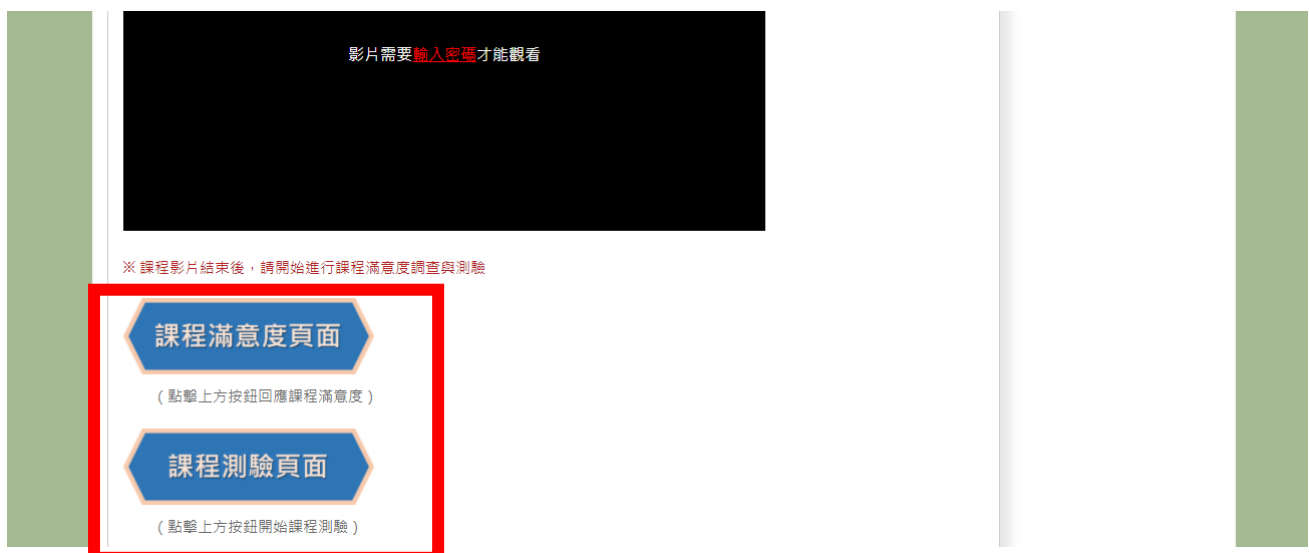 影片需要輸入密碼才能觀看
※ 課程影片結束後，請開始進行課程滿意度調查與測驗
課程滿意度頁面
（點擊上方按鈕回應課程滿意度）
課程測驗頁面
（點擊上方按鈕開始課程測驗）